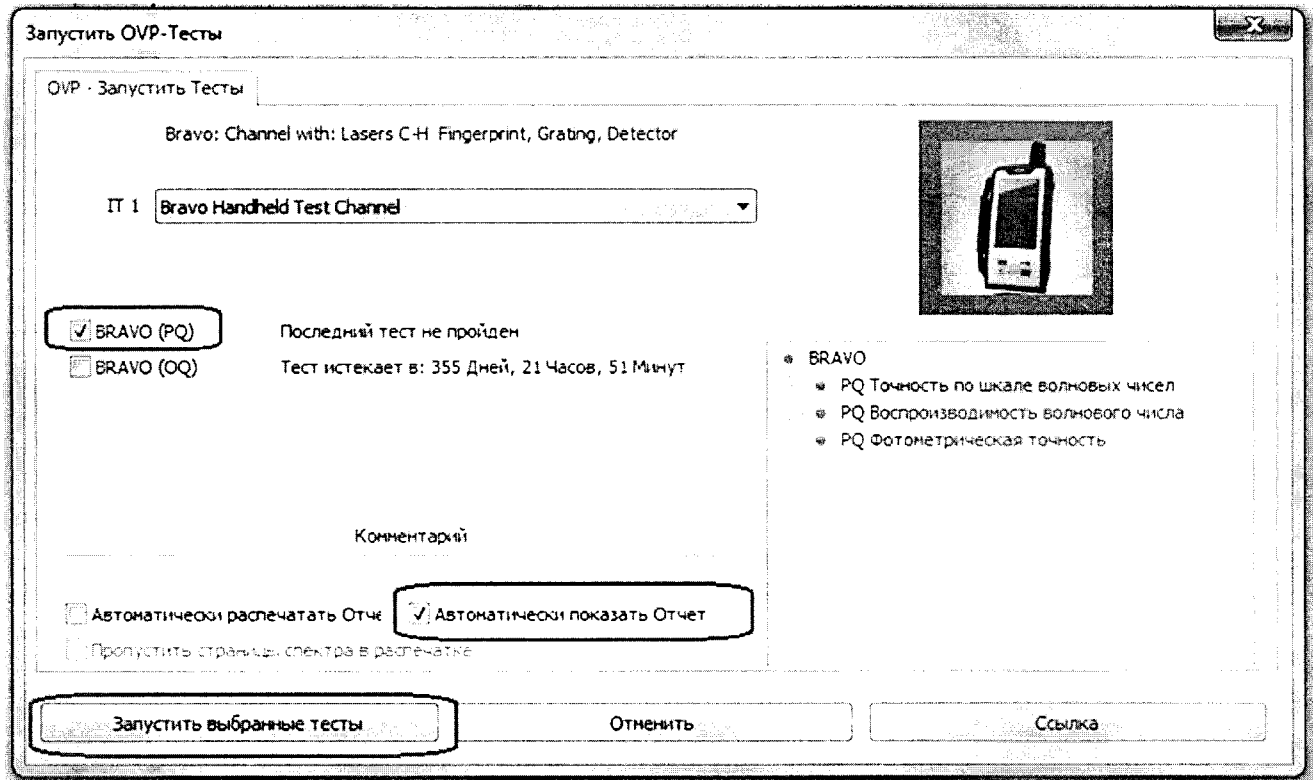 Запустить OVP-Тесты
OVP - Запустить Тесты
Bravo: Channel with: Lasers C-H Fingerprint, Grating, Detector
IT 1 Bravo Handheld Test Channel
BRAVO (PQ) Последний тест не пройден
BRAVO (OQ) Тест истекает в: 355 Дней, 21 Часов, 51 Минут
BRAVO
PQ Точность по шкале волновых чисел
PQ Воспроизводимость волнового числа
PQ Фотометрическая точность
Комментарий
Автоматически распечатать Отче
Автоматически показать Отчет
Пропустить страницы спектра в распечатке
Запустить выбранные тесты Отменить Ссылка